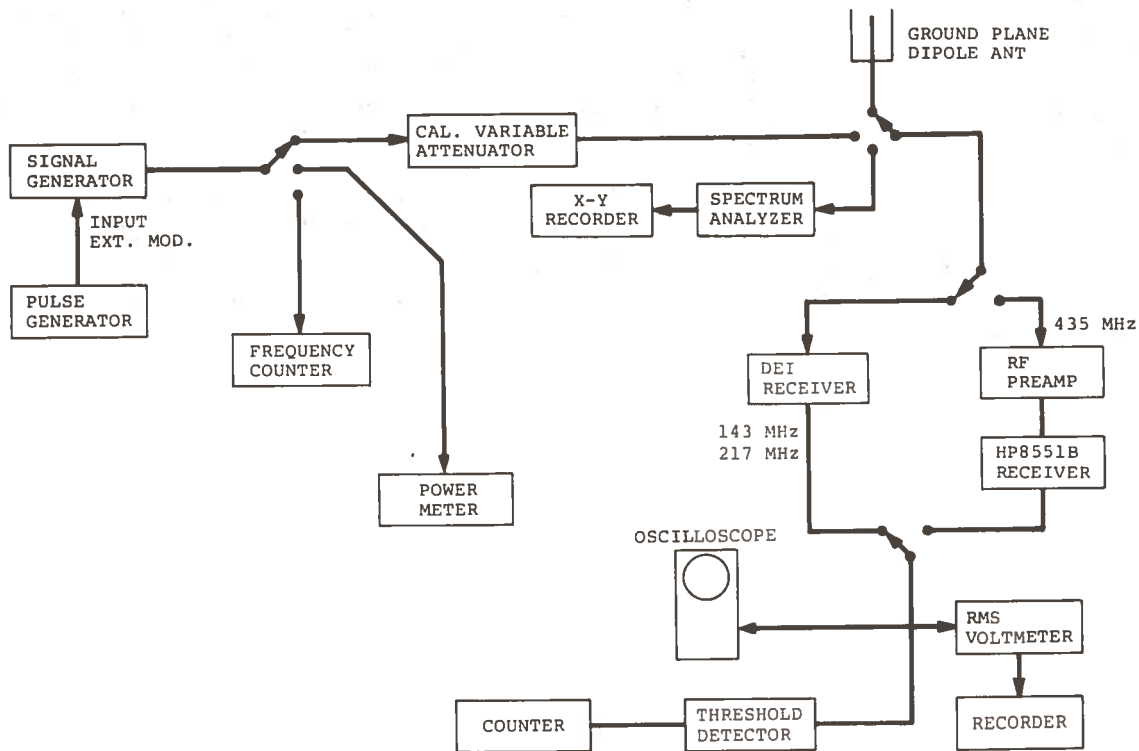 GROUND PLANE
DIPOLE ANT
CAL. VARIABLE
ATTENUATOR
SIGNAL
GENERATOR
X-Y
RECORDER
SPECTRUM
ANALYZER
INPUT
EXT. MOD.
PULSE
GENERATOR
FREQUENCY
COUNTER
435 MHz
DEI
RECEIVER
RF
PREAMP
143 MHz
217 MHz
HP8551B
RECEIVER
POWER
METER
OSCILLOSCOPE
RMS
VOLTMETER
COUNTER
THRESHOLD
DETECTOR
RECORDER